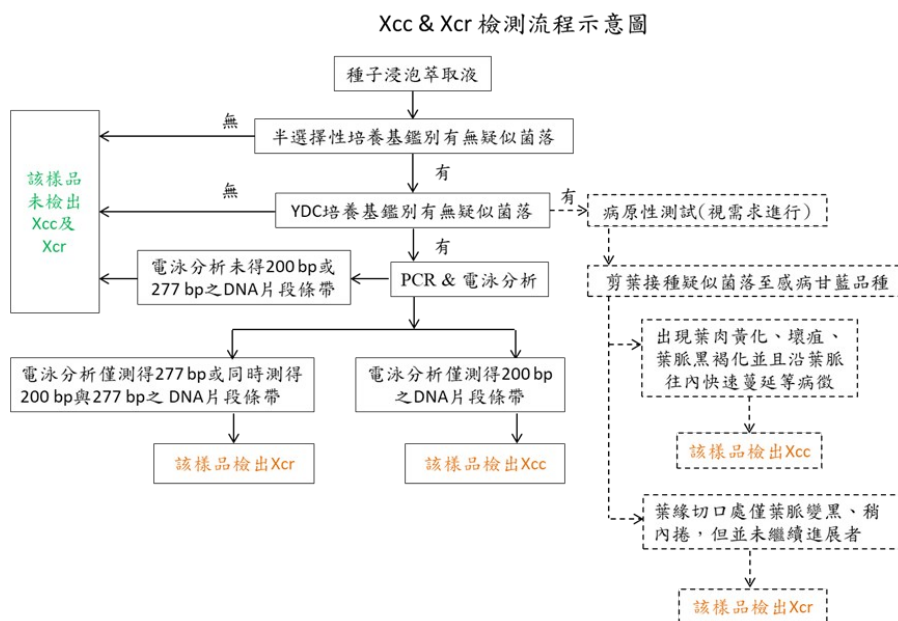 Xcc & Xcr 檢測流程示意圖
種子浸泡萃取液
無
半選擇性培養基鑑別有無疑似菌落
有
該樣品
未檢出
Xcc及
Xcr
無
YDC培養基鑑別有無疑似菌落
有
病原性測試(視需求進行)
有
電泳分析未得200 bp或
277 bp之DNA片段條帶
PCR & 電泳分析
剪葉接種疑似菌落至感病甘藍品種
出現葉肉黃化、壞疽、
葉脈黑褐化並且沿葉脈
往內快速蔓延等病徵
電泳分析僅測得277 bp或同時測得
200 bp與277 bp之 DNA片段條帶
電泳分析僅測得200 bp
之DNA片段條帶
該樣品檢出Xcr
該樣品檢出Xcc
該樣品檢出Xcc
葉緣切口處僅葉脈變黑、稍
內捲，但並未繼續進展者
該樣品檢出Xcr